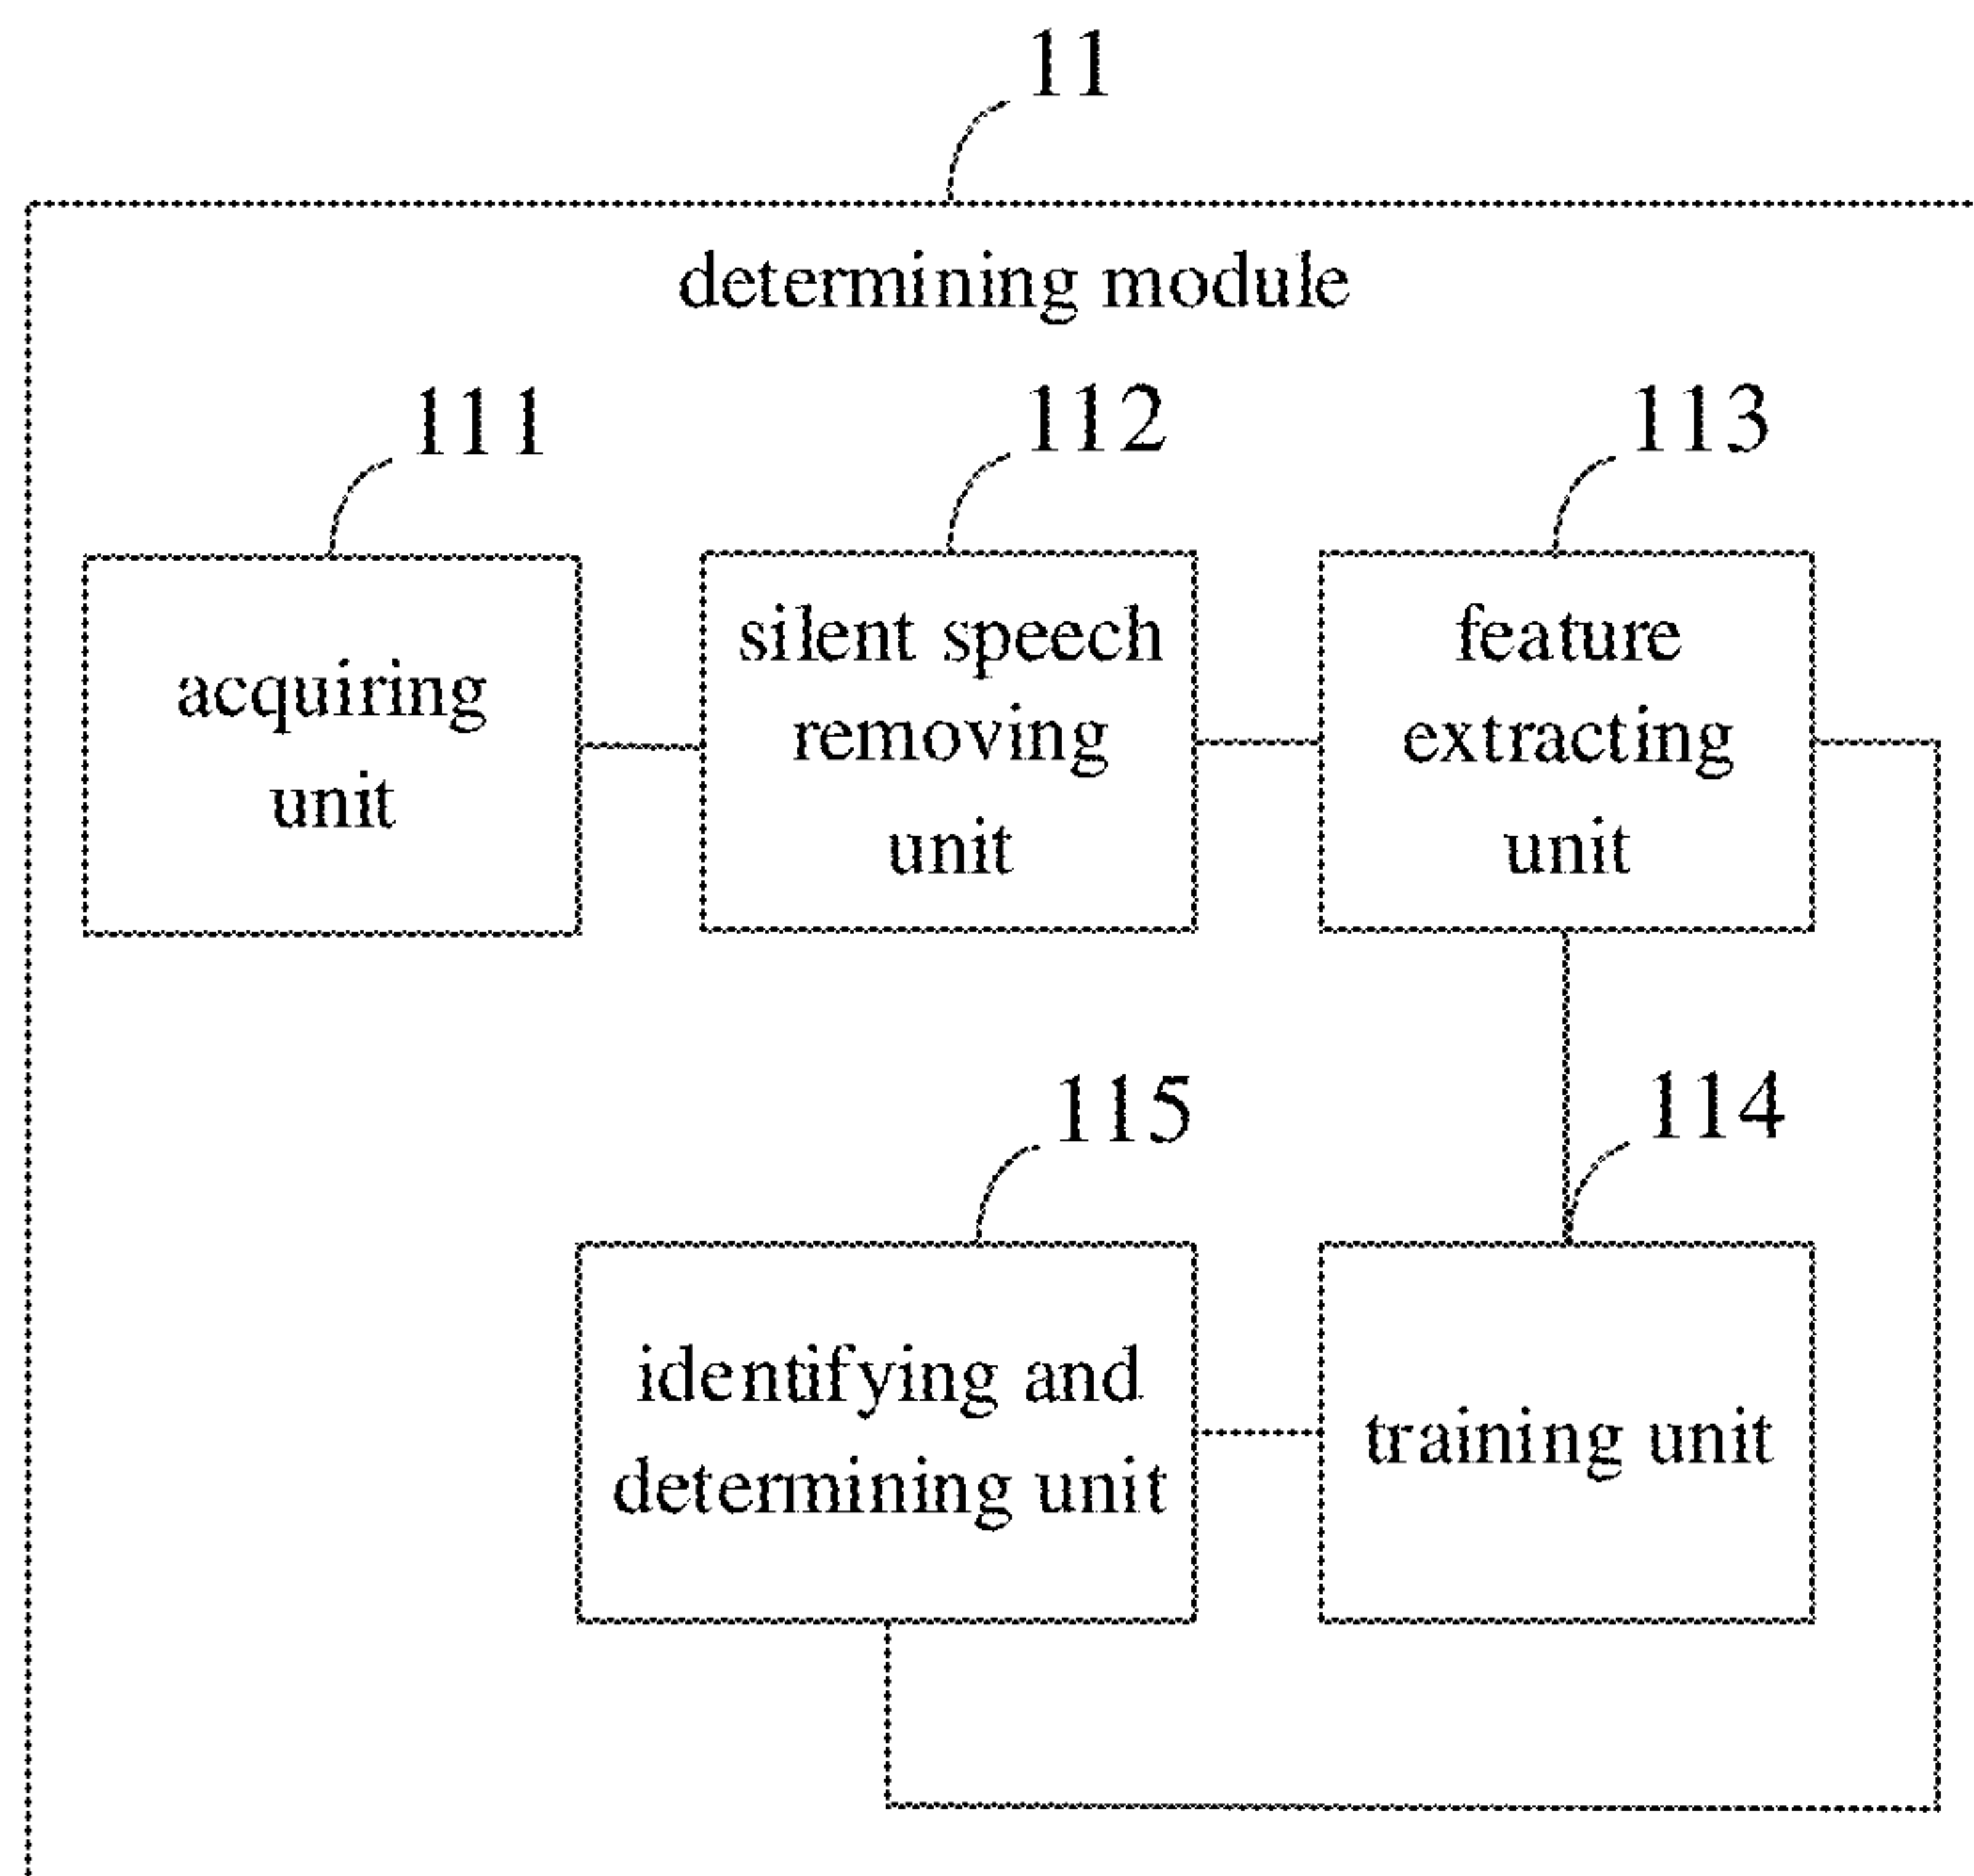 11
determining module
111
112
113
acquiring
unit
silent speech
removing
unit
feature
extracting
unit
115
114
identifying and
determining unit
training unit